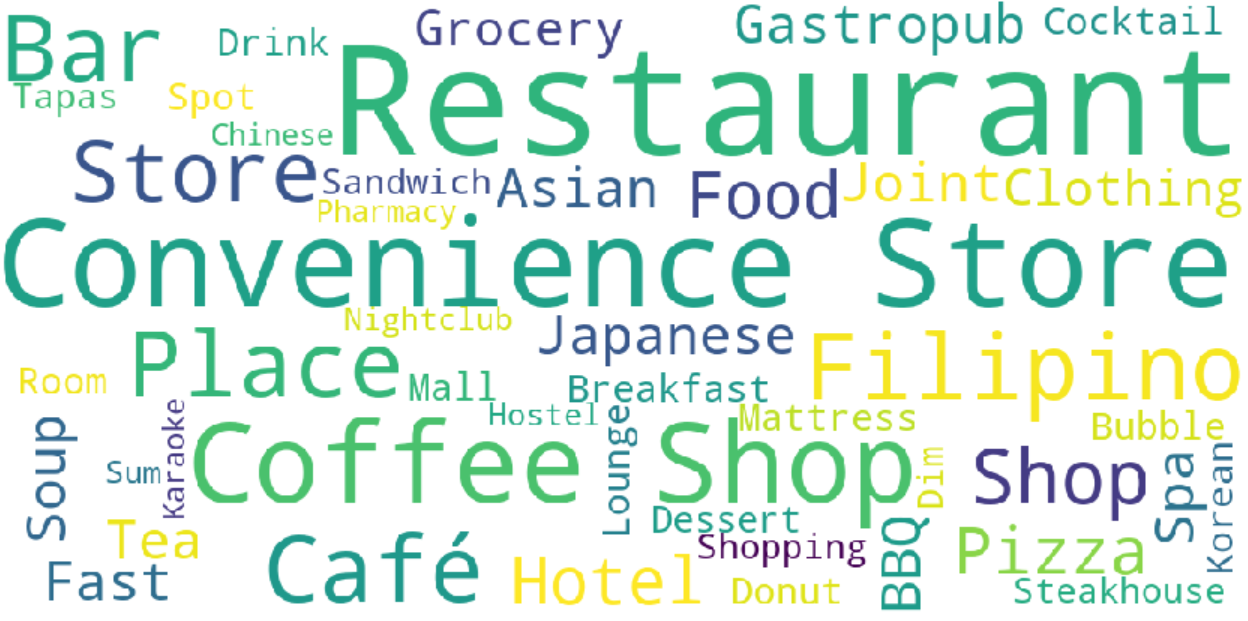 Bar
Drink
Grocery
Gastropub
Cocktail
Tapas
Spot
Restaurant
Chinese
Store
Sandwich
Asian
Food
Joint
Clothing
Pharmacy
Convenience Store
Nightclub
Japanese
Place
Filipino
Room
Mall
Breakfast
Hostel
Mattress
Bubble
Soup
Karaoke
Sum
Coffee Shop
Lounge
Dim
Shop
Spa
Korean
Tea
Dessert
Shopping
Pizza
Fast
Café
Hotel
Donut
BBQ
Steakhouse